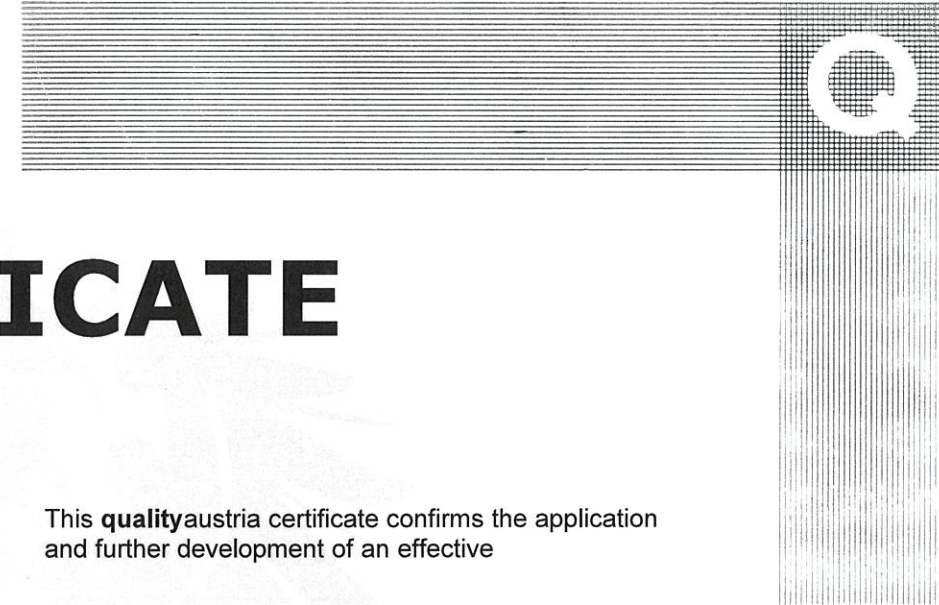 Q
ICATE
This qualityaustria certificate confirms the application
and further development of an effective